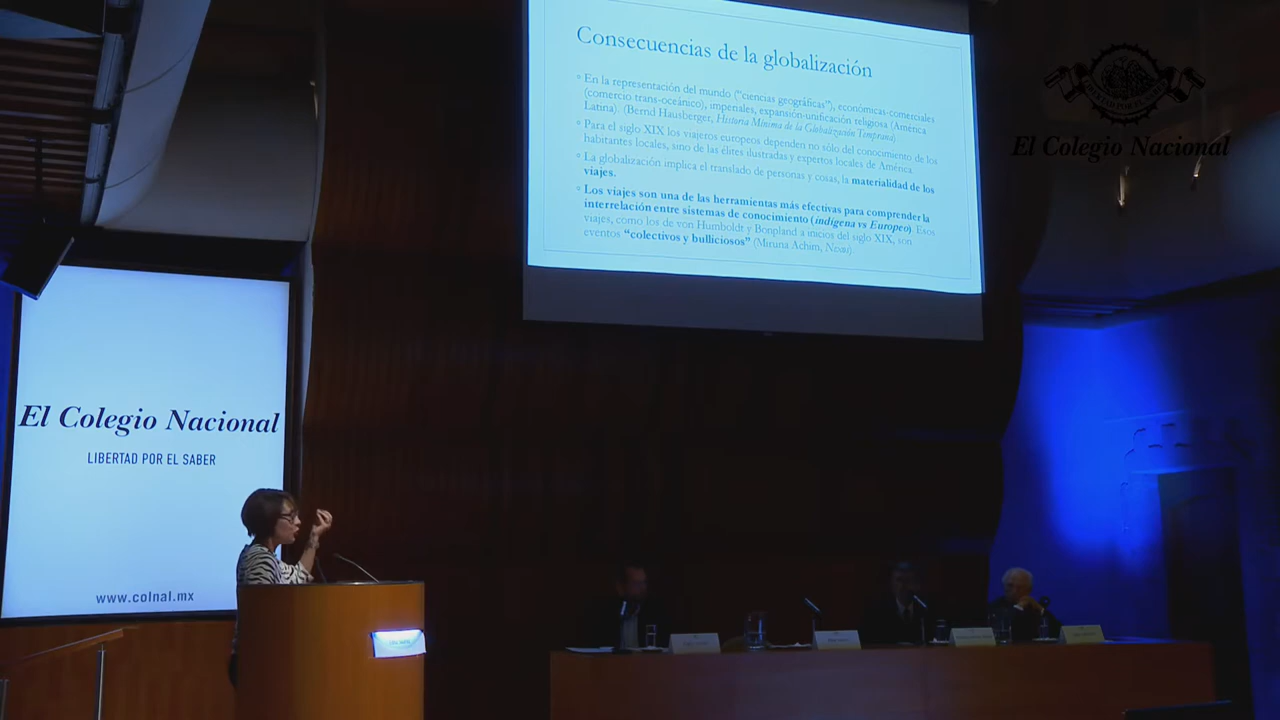 Consecuencias de la globalización
En la representación del mundo ("ciencias geográficas"), económicas-comerciales
(comercio trans-oceánico), imperiales, expansión-unificación religiosa (América
Latina). (Bernd Hausberger, Historia Mínima de la Globalización Temprana)
Para el siglo XIX los viajeros europeos dependen no sólo del conocimiento de los
habitantes locales, sino de las élites ilustradas y expertos locales de América
La globalización implica el translado de personas y cosas, la materialidad de los
viajes.
Los viajes son una de las herramientas más efectivas para comprender la
interrelación entre sistemas de conocimiento (indígena vs Europeo). Esos
viajes, como los de von Humboldt y Bonpland a inicios del siglo XIX, son
eventos "colectivos y bulliciosos" (Miruna Achim,
El Colegio Nacional
El Colegio Nacional
LIBERTAD POR EL SABER
www.colnal.mx